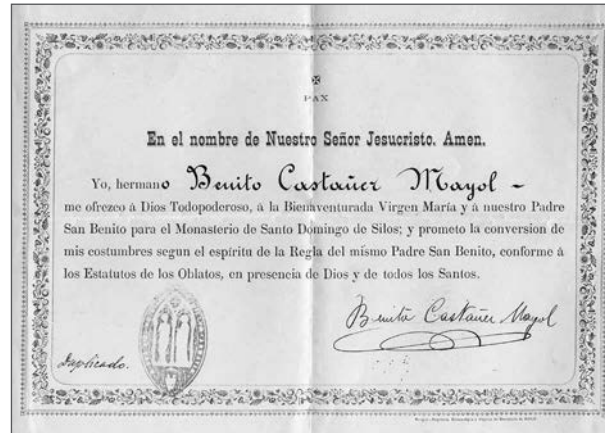 PAX
En el nombre de Nuestro Señor Jesucristo. Amen.
Yo, hermano Benito Castañer Mayol -
me ofrezco á Dios Todopoderoso, á la Bienaventurada Virgen María y á nuestro Padre
San Benito para el Monasterio de Santo Domingo de Silos; y prometo la conversion de
mis costumbres segun el espíritu de la Regla del mismo Padre San Benito, conforme á
los Estatutos de los Oblatos, en presencia de Dios y de todos los Santos.
Benito Castañer Mayol
Duplicado.